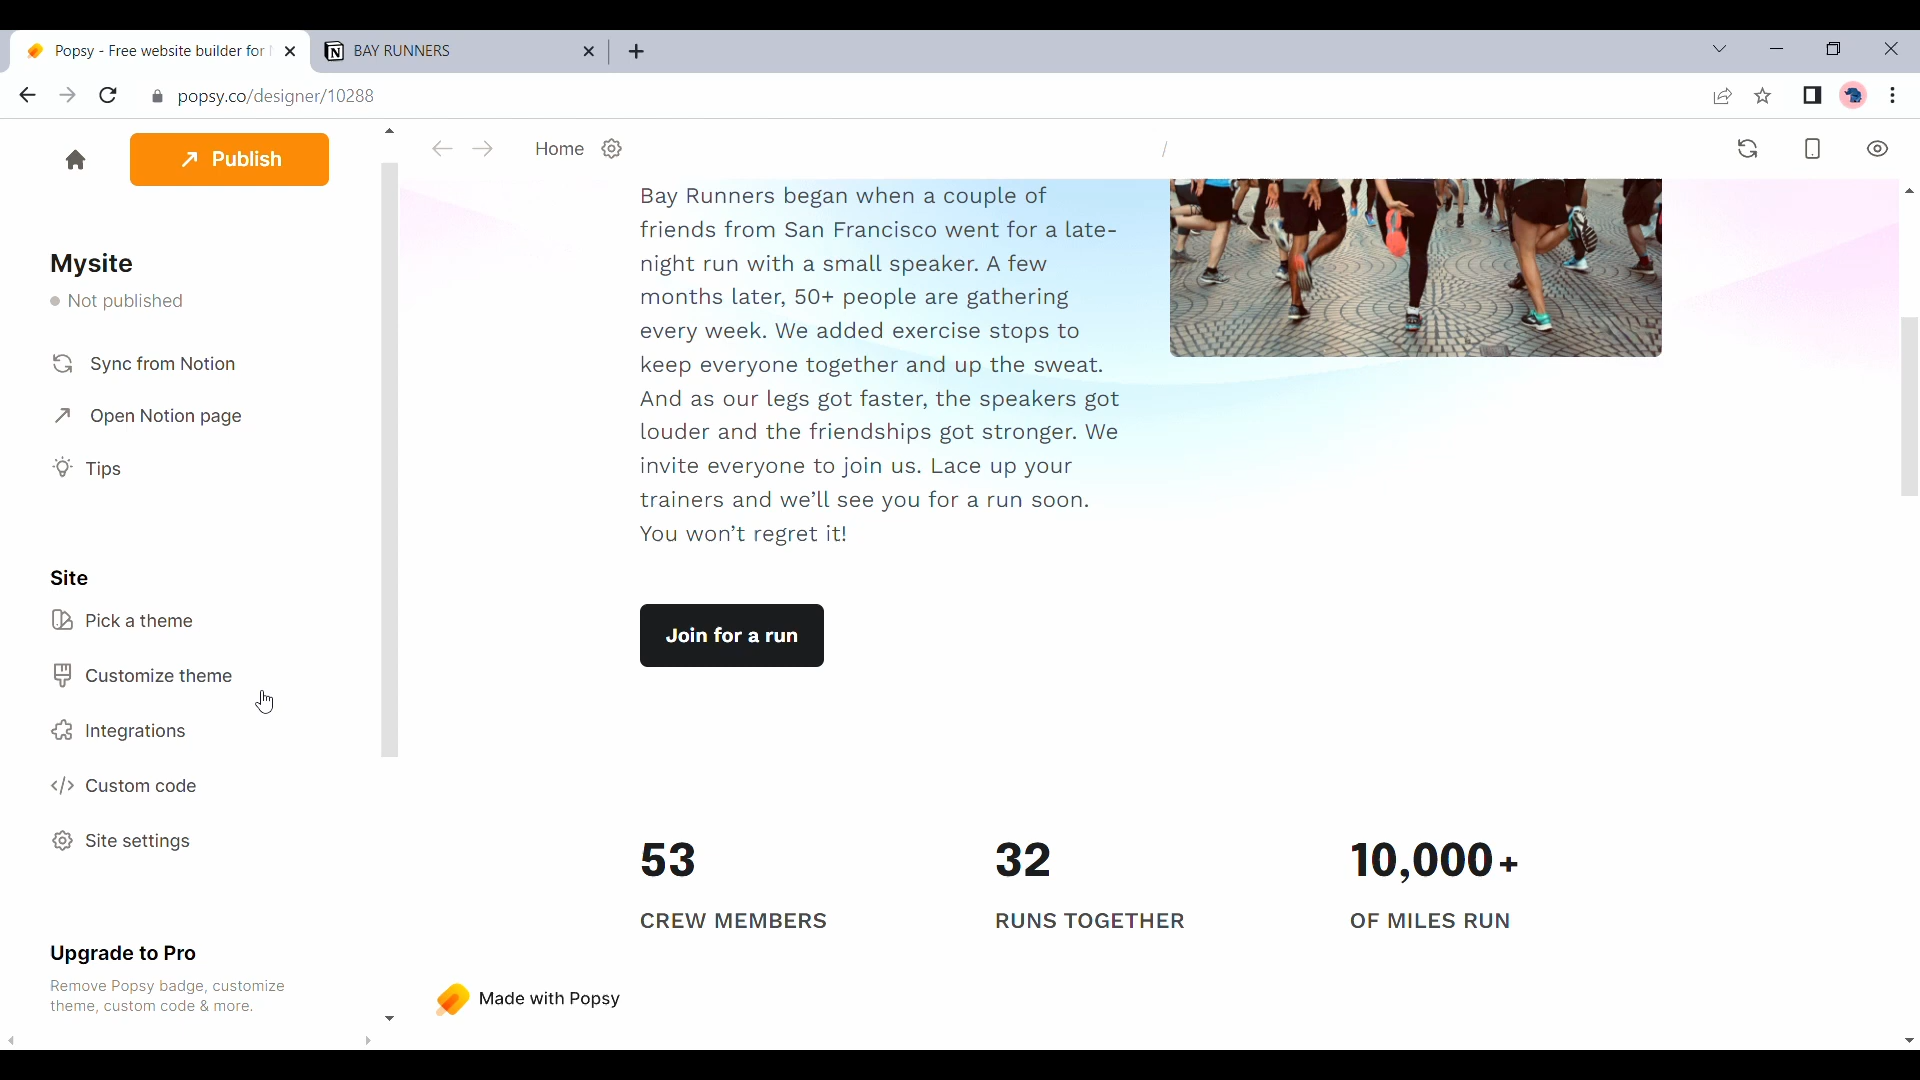 Popsy - Free website builder for
BAY RUNNERS
popsy.co/designer/10288
Publish
Home
/
Mysite
Not published
Sync from Notion
Open Notion page
Tips
Site
Pick a theme
Customize theme
Integrations
Custom code
Site settings
Upgrade to Pro
Remove Popsy badge, customize
theme, custom code & more.
Bay Runners began when a couple of
friends from San Francisco went for a late-
night run with a small speaker. A few
months later, 50+ people are gathering
every week. We added exercise stops to
keep everyone together and up the sweat.
And as our legs got faster, the speakers got
louder and the friendships got stronger. We
invite everyone to join us. Lace up your
trainers and we'll see you for a run soon.
You won't regret it!
Join for a run
53
32
10,000+
CREW MEMBERS
RUNS TOGETHER
OF MILES RUN
Made with Popsy